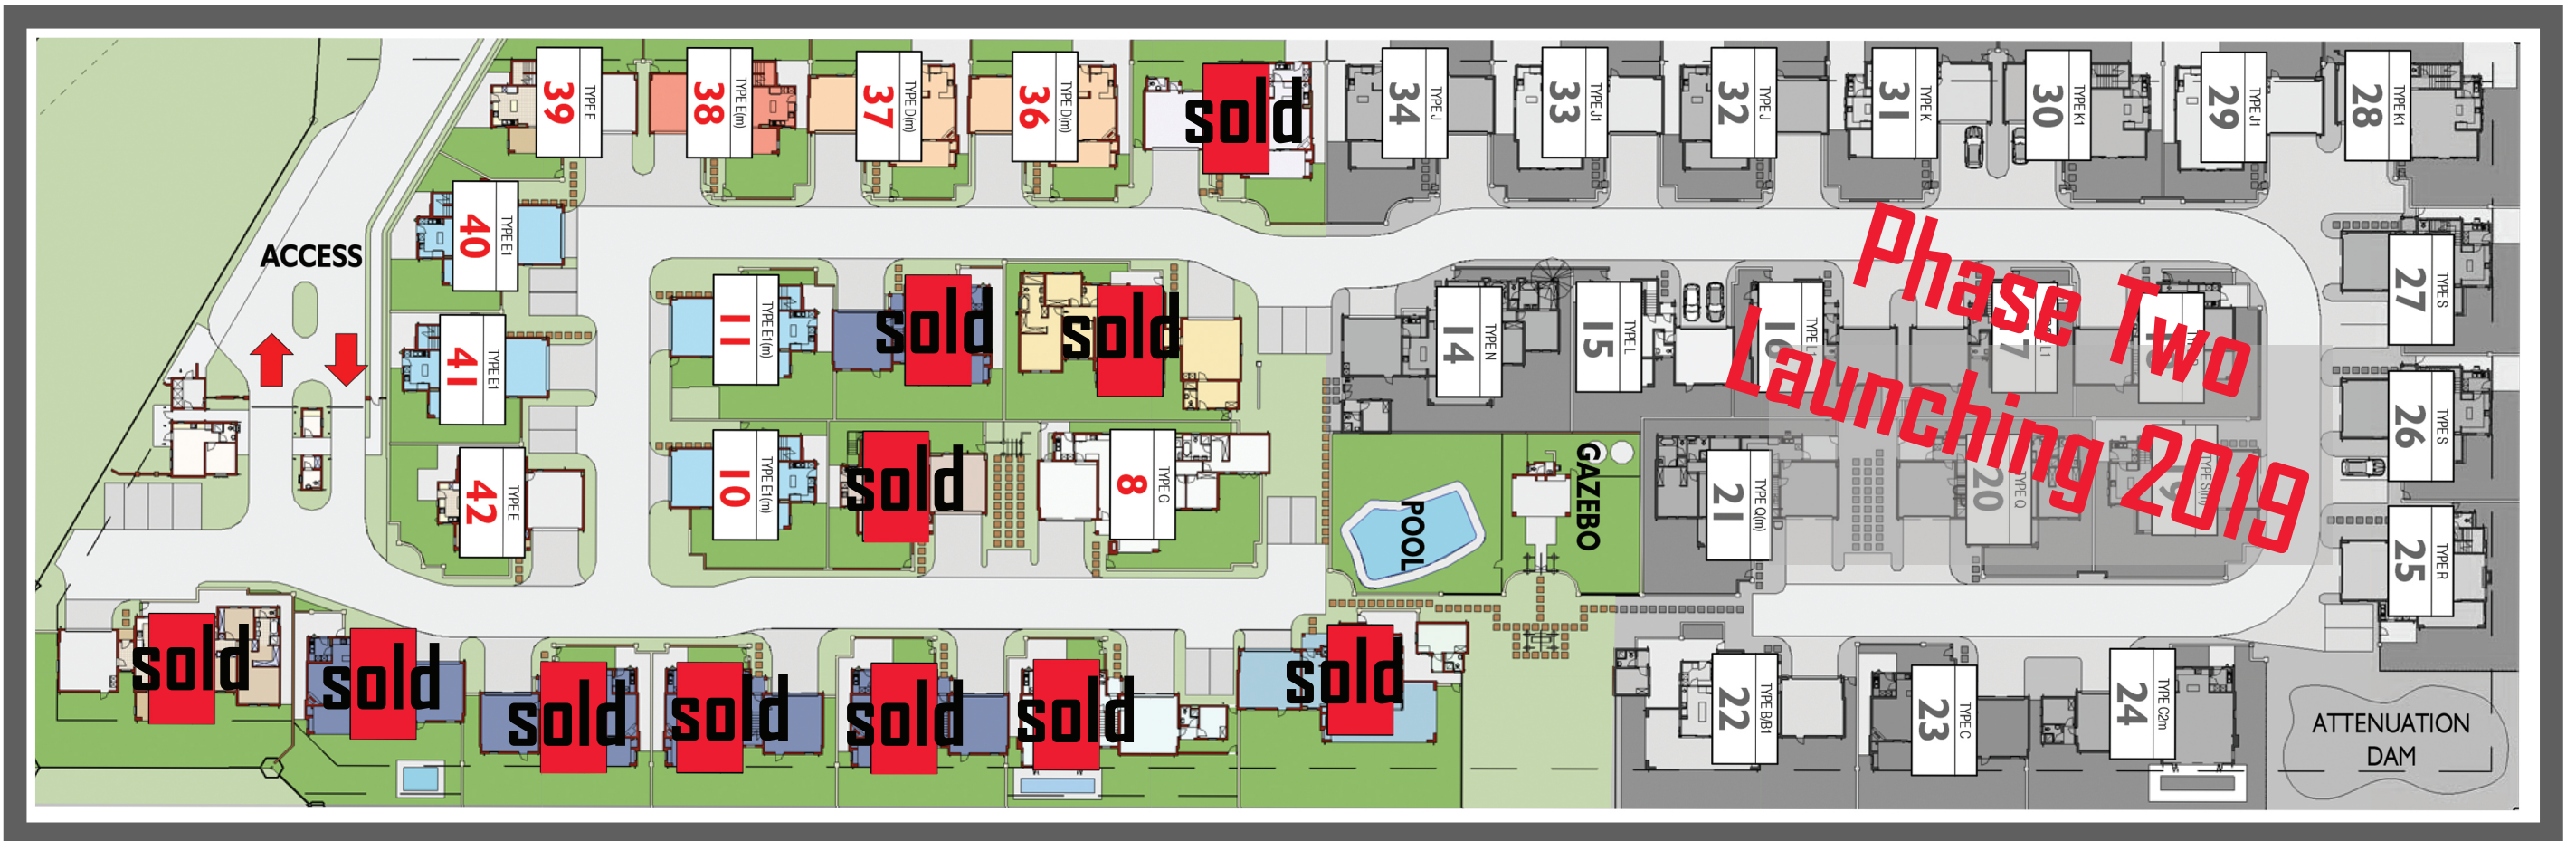 39
TYPE E
38
TYPE E(m)
37
TYPE D(m)
36
TYPE D(m)
sold
34
TYPE J
33
TYPE J1
32
TYPE J
31
TYPE K
30
TYPE K1
29
TYPE J1
28
TYPE K1
40
TYPE E1
ACCESS
41
TYPE E1
42
TYPE E
11
TYPE E1(m)
sold
sold
10
TYPE E1(m)
sold
8
TYPE G
14
TYPE N
15
TYPE L
16
Phase Two
Launching 2019
27
TYPE S
26
TYPE S
25
TYPE R
POOL
GAZEBO
21
TYPE Q(m)
20
TYPE Q
sold
sold
sold
sold
sold
sold
sold
22
TYPE B/B1
23
TYPE C
24
TYPE C2m
ATTENUATION
DAM